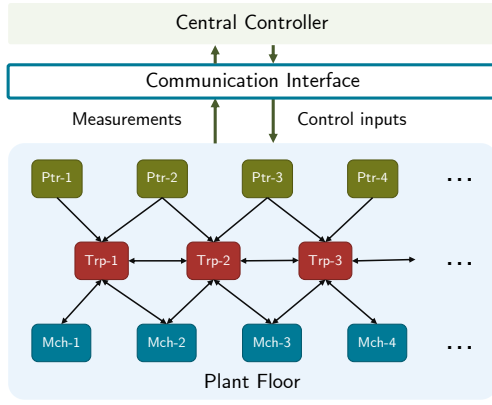 Central Controller
Communication Interface
Measurements Control inputs
Ptr-1 Ptr-2 Ptr-3 Ptr-4 ...
Trp-1 Trp-2 Trp-3 ...
Mch-1 Mch-2 Mch-3 Mch-4 ...
Plant Floor